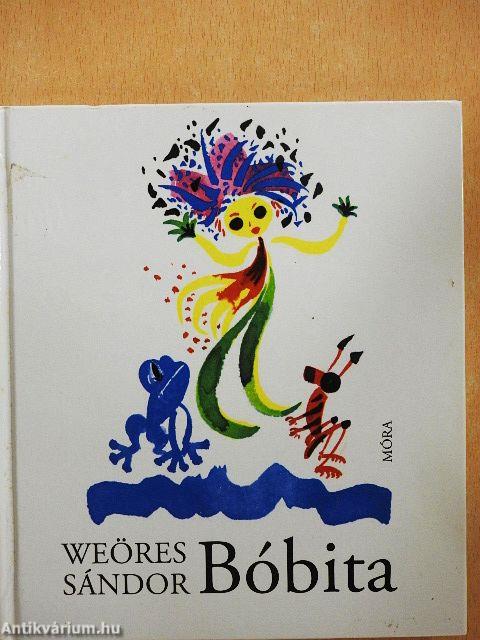 MÓRA
WEÖRES
SÁNDOR
Bóbita
Antikvárium.hu